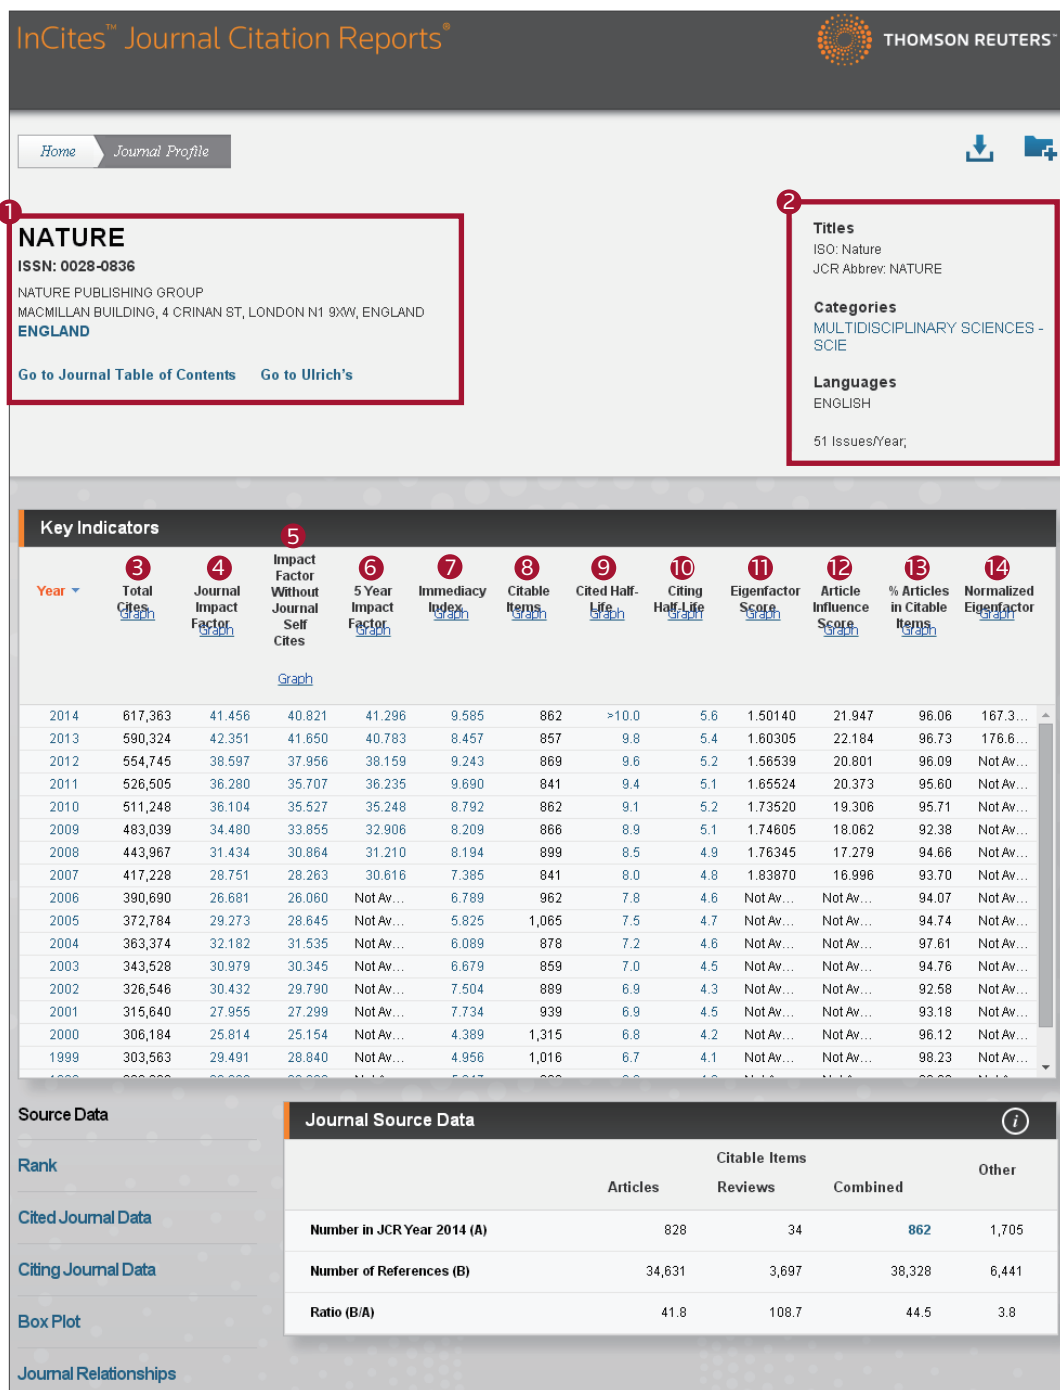 InCites™ Journal Citation Reports®
THOMSON REUTERS™
Home
Journal Profile
1
NATURE
ISSN: 0028-0836
NATURE PUBLISHING GROUP
MACMILLAN BUILDING, 4 CRINAN ST, LONDON N1 9XW, ENGLAND
ENGLAND
Go to Journal Table of Contents Go to Ulrich's
2
Titles
ISO: Nature
JCR Abbrev: NATURE
Categories
MULTIDISCIPLINARY SCIENCES -
SCIE
Languages
ENGLISH
51 Issues/Year;
Key Indicators
Year
3
Total
Cites
Graph
4
Journal
Impact
Factor
Graph
5
Impact
Factor
Without
Journal
Self
Cites
Graph
6
5 Year
Impact
Factor
Graph
7
Immediacy
Index
Graph
8
Citable
Items
Graph
9
Cited Half-
Life
Graph
10
Citing
Half-Life
Graph
11
Eigenfactor
Score
Graph
12
Article
Influence
Score
Graph
13
% Articles
in Citable
Items
Graph
14
Normalized
Eigenfactor
Graph
2014 617,363 41.456 40.821 41.296 9.585 862 >10.0 5.6 1.50140 21.947 96.06 167.3...
2013 590,324 42.351 41.650 40.783 8.457 857 9.8 5.4 1.60305 22.184 96.73 176.6...
2012 554,745 38.597 37.956 38.159 9.243 869 9.6 5.2 1.56539 20.801 96.09 Not Av...
2011 526,505 36.280 35.707 36.235 9.690 841 9.4 5.1 1.65524 20.373 95.60 Not Av...
2010 511,248 36.104 35.527 35.248 8.792 862 9.1 5.2 1.73520 19.306 95.71 Not Av...
2009 483,039 34.480 33.855 32.906 8.209 866 8.9 5.1 1.74605 18.062 92.38 Not Av...
2008 443,967 31.434 30.864 31.210 8.194 899 8.5 4.9 1.76345 17.279 94.66 Not Av...
2007 417,228 28.751 28.263 30.616 7.385 841 8.0 4.8 1.83870 16.996 93.70 Not Av...
2006 390,690 26.681 26.060 Not Av... 6.789 962 7.8 4.6 Not Av... Not Av... 94.07 Not Av...
2005 372,784 29.273 28.645 Not Av... 5.825 1,065 7.5 4.7 Not Av... Not Av... 94.74 Not Av...
2004 363,374 32.182 31.535 Not Av... 6.089 878 7.2 4.6 Not Av... Not Av... 97.61 Not Av...
2003 343,528 30.979 30.345 Not Av... 6.679 859 7.0 4.5 Not Av... Not Av... 94.76 Not Av...
2002 326,546 30.432 29.790 Not Av... 7.504 889 6.9 4.3 Not Av... Not Av... 92.58 Not Av...
2001 315,640 27.955 27.299 Not Av... 7.734 939 6.9 4.5 Not Av... Not Av... 93.18 Not Av...
2000 306,184 25.814 25.154 Not Av... 4.389 1,315 6.8 4.2 Not Av... Not Av... 96.12 Not Av...
1999 303,563 29.491 28.840 Not Av... 4.956 1,016 6.7 4.1 Not Av... Not Av... 98.23 Not Av...
Source Data
Rank
Cited Journal Data
Citing Journal Data
Box Plot
Journal Relationships
Journal Source Data
i
Citable Items
Other
Articles Reviews Combined
Number in JCR Year 2014 (A) 828 34 862 1,705
Number of References (B) 34,631 3,697 38,328 6,441
Ratio (B/A) 41.8 108.7 44.5 3.8